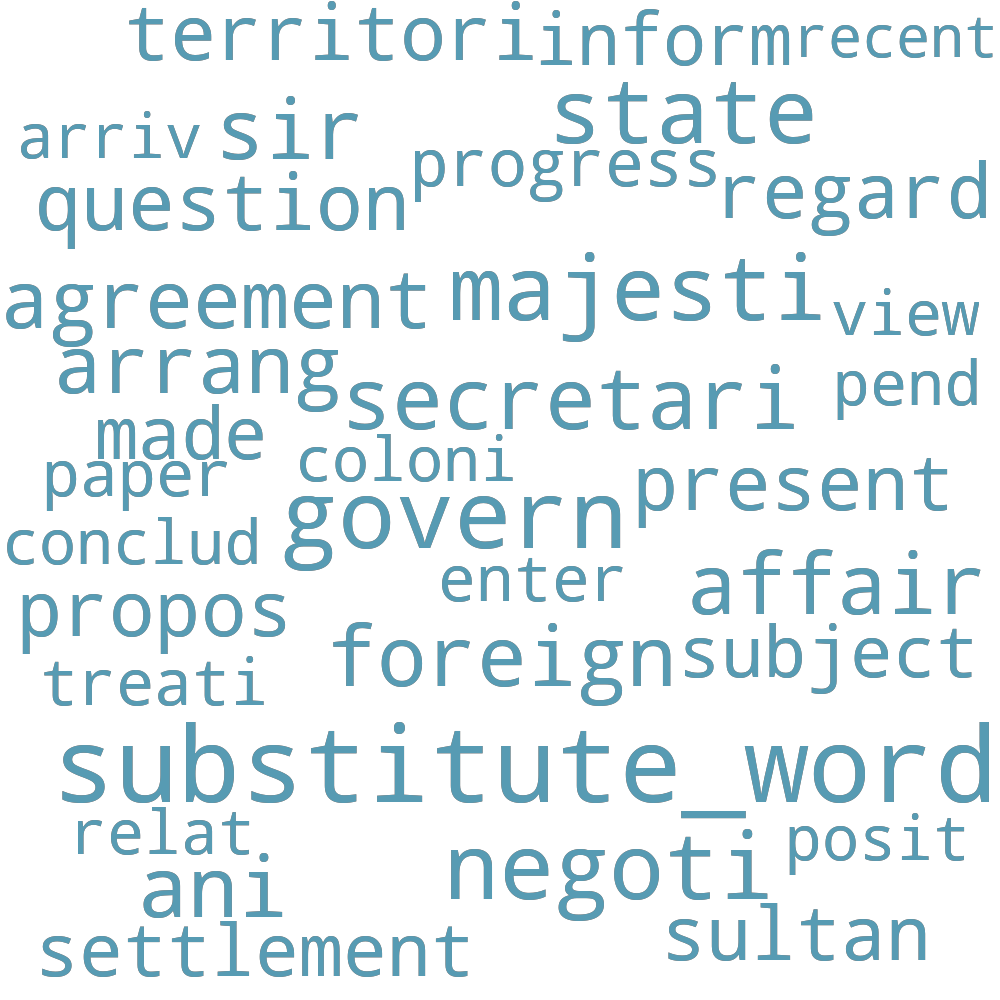 territori inform recent
state
arriv sir
progress
question regard
agreement majesti view
arrang secretari pend
made
paper coloni present
govern
conclud
enter affair
propos
foreign subject
treati
substitute_word
relat posit
negoti
ani
settlement sultan